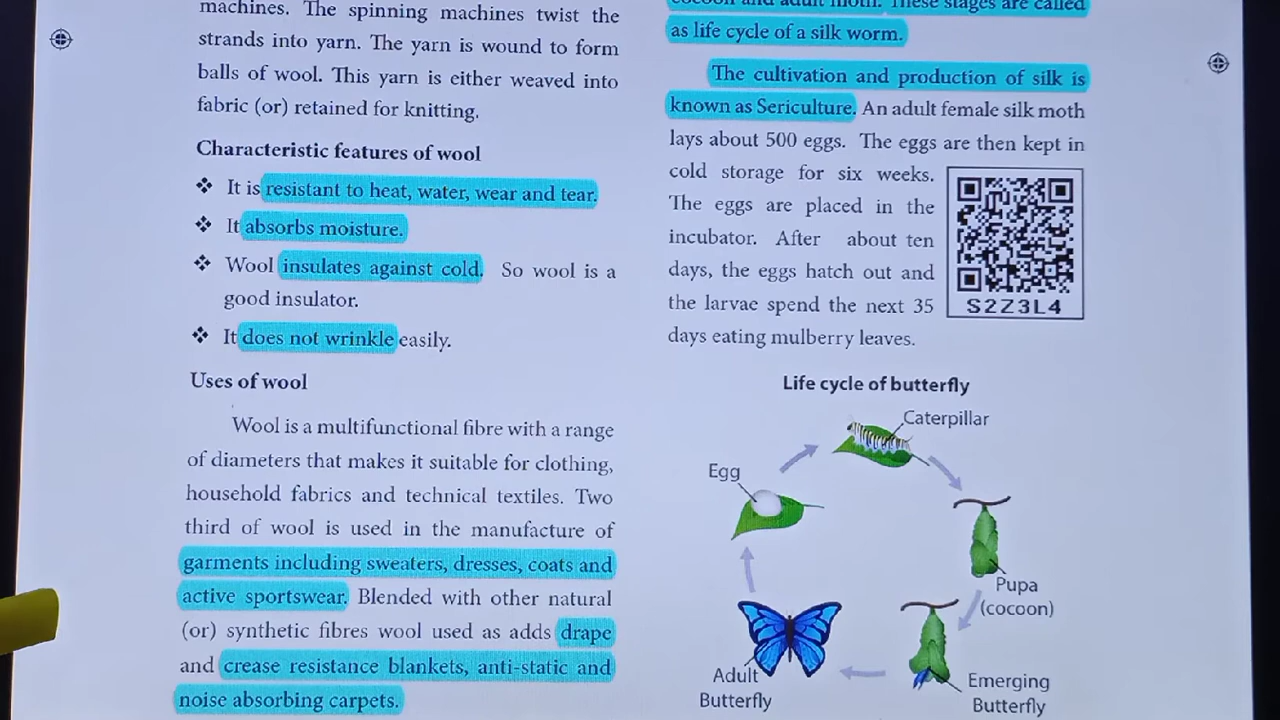 machines. The spinning machines twist the
strands into yarn. The yarn is wound to form
balls of wool. This yarn is either weaved into
fabric (or) retained for knitting.
Characteristic features of wool
❖ It is resistant to heat, water, wear and tear.
❖ It absorbs moisture.
❖ Wool insulates against cold. So wool is a
good insulator.
❖ It does not wrinkle easily.
Uses of wool
Wool is a multifunctional fibre with a range
of diameters that makes it suitable for clothing,
household fabrics and technical textiles. Two
third of wool is used in the manufacture of
garments including sweaters, dresses, coats and
active sportswear. Blended with other natural
(or) synthetic fibres wool used as adds drape
and crease resistance blankets, anti-static and
noise absorbing carpets.
cocoon and adult moth. These stages are called
as life cycle of a silk worm.
The cultivation and production of silk is
known as Sericulture. An adult female silk moth
lays about 500 eggs. The eggs are then kept in
cold storage for six weeks.
The eggs are placed in the
incubator. After about ten
days, the eggs hatch out and
the larvae spend the next 35
days eating mulberry leaves.
S2Z3L4
Life cycle of butterfly
Caterpillar
Egg
Pupa
(cocoon)
Adult
Butterfly
Emerging
Butterfly